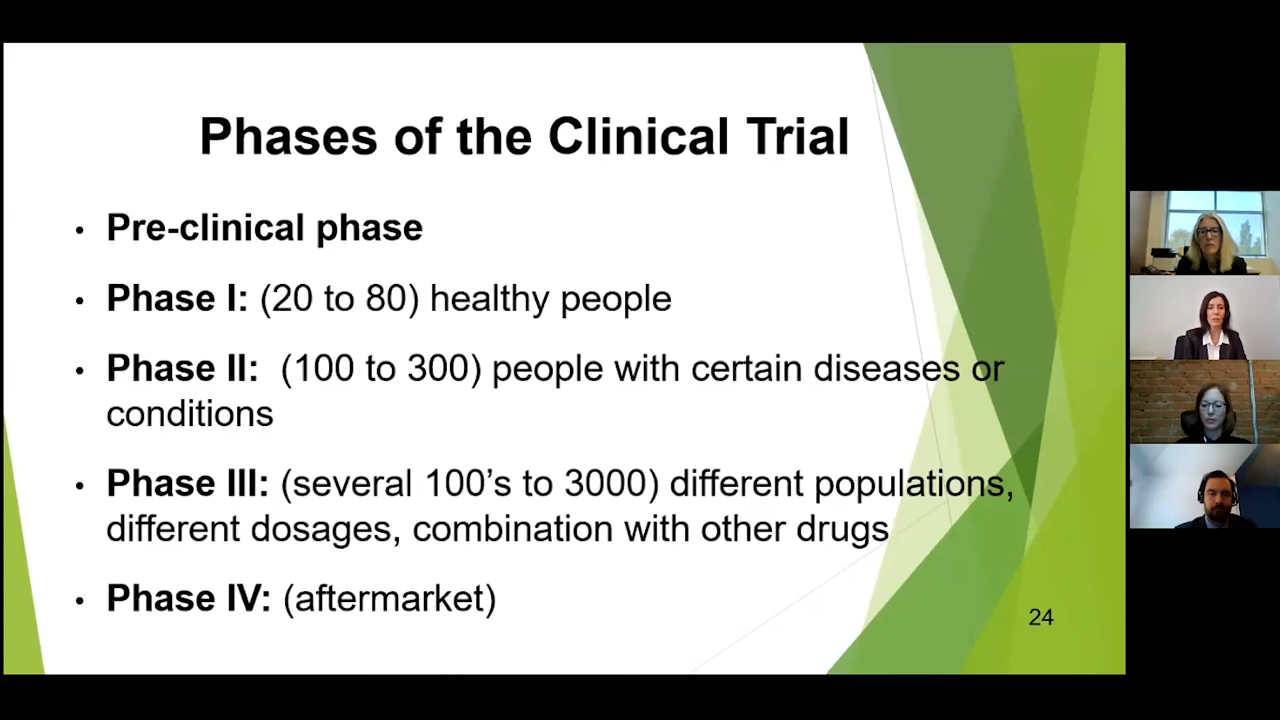 Phases of the Clinical Trial
• Pre-clinical phase
• Phase I: (20 to 80) healthy people
• Phase II:  (100 to 300) people with certain diseases or
conditions
• Phase III: (several 100’s to 3000) different populations,
different dosages, combination with other drugs
• Phase IV: (aftermarket)
24